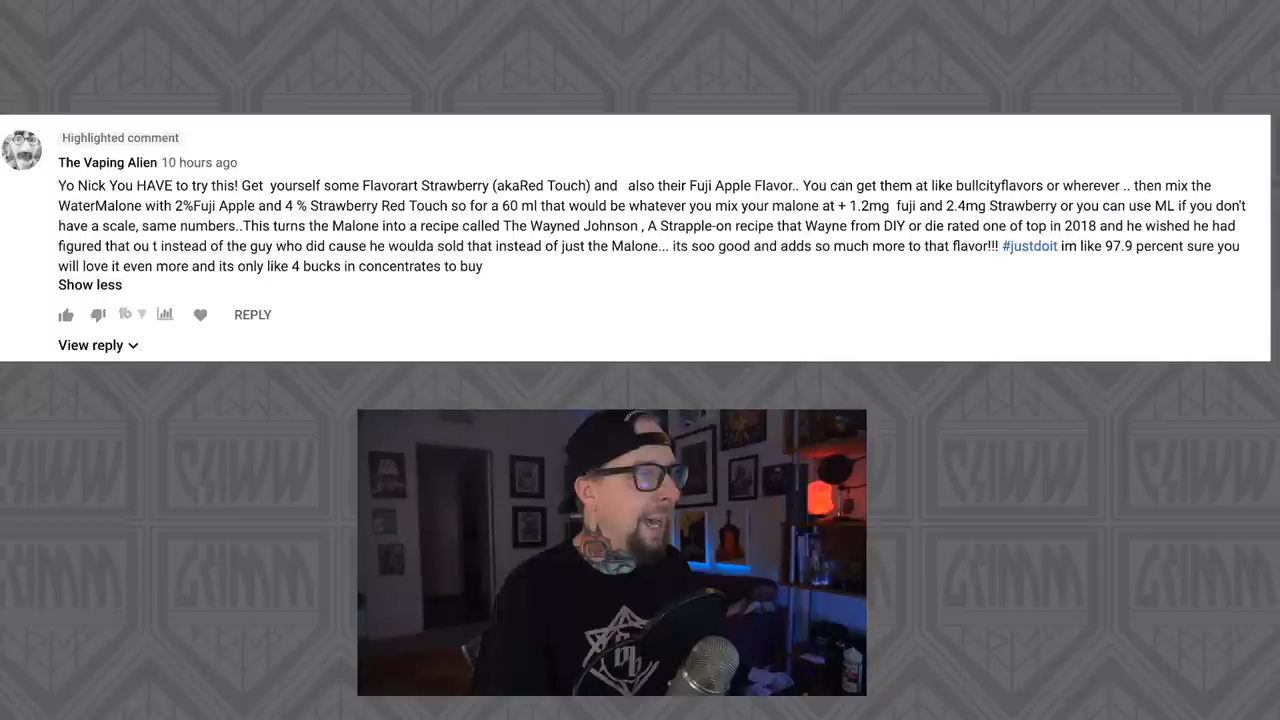 Highlighted comment
The Vaping Alien 10 hours ago
Yo Nick You HAVE to try this! Get yourself some Flavorart Strawberry (akaRed Touch) and also their Fuji Apple Flavor.. You can get them at like bullcityflavors or wherever .. then mix the
WaterMalone with 2%Fuji Apple and 4 % Strawberry Red Touch so for a 60 ml that would be whatever you mix your malone at + 1.2mg fuji and 2.4mg Strawberry or you can use ML if you don't
have a scale, same numbers..This turns the Malone into a recipe called The Wayned Johnson , A Strapple-on recipe that Wayne from DIY or die rated one of top in 2018 and he wished he had
figured that ou t instead of the guy who did cause he woulda sold that instead of just the Malone... its soo good and adds so much more to that flavor!!! #justdoit im like 97.9 percent sure you
will love it even more and its only like 4 bucks in concentrates to buy
Show less
REPLY
View reply
GRIMM
GRIMM
GRIMM
GRIMM